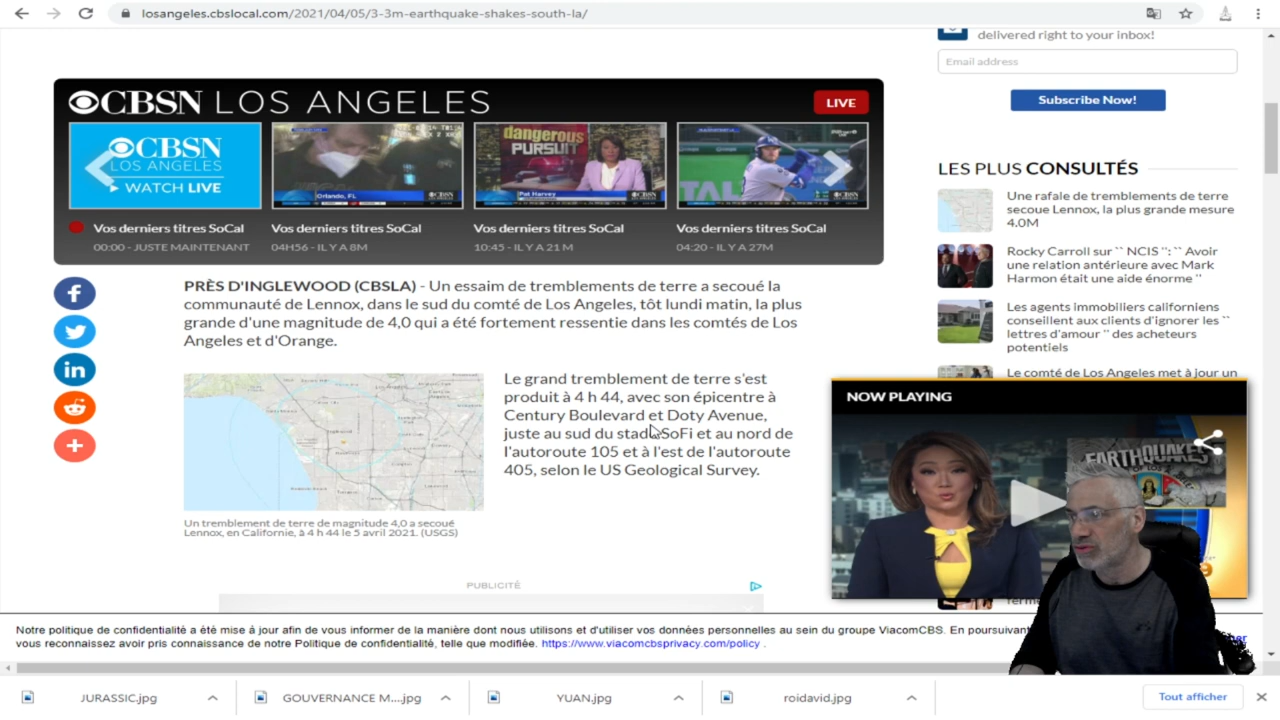 losangeles.cbslocal.com/2021/04/05/3-3m-earthquake-shakes-south-la/
delivered right to your inbox!
Email address
Subscribe Now!
CBSN LOS ANGELES
LIVE
CBSN
LOS ANGELES
WATCH LIVE
Orlando, FL
CBSN
dangerous
PURSUIT
Pat Harvey
CBSN
CBSN
Vos derniers titres SoCal
00:00 - JUSTE MAINTENANT
Vos derniers titres SoCal
04H56 - IL Y A 8M
Vos derniers titres SoCal
10:45 - IL Y A 21 M
Vos derniers titres SoCal
04:20 - IL Y A 27M
LES PLUS CONSULTÉS
Une rafale de tremblements de terre
secoue Lennox, la plus grande mesure
4.0M
Rocky Carroll sur `` NCIS '': `` Avoir
une relation antérieure avec Mark
Harmon était une aide énorme ''
Les agents immobiliers californiens
conseillent aux clients d'ignorer les ``
lettres d'amour '' des acheteurs
potentiels
Le comté de Los Angeles met à jour un
PRÈS D'INGLEWOOD (CBSLA) - Un essaim de tremblements de terre a secoué la
communauté de Lennox, dans le sud du comté de Los Angeles, tôt lundi matin, la plus
grande d'une magnitude de 4,0 qui a été fortement ressentie dans les comtés de Los
Angeles et d'Orange.
Le grand tremblement de terre s'est
produit à 4 h 44, avec son épicentre à
Century Boulevard et Doty Avenue,
juste au sud du stade SoFi et au nord de
l'autoroute 105 et à l'est de l'autoroute
405, selon le US Geological Survey.
Un tremblement de terre de magnitude 4,0 a secoué
Lennox, en Californie, à 4 h 44 le 5 avril 2021. (USGS)
NOW PLAYING
EARTHQUAKES
PUBLICITÉ
Notre politique de confidentialité a été mise à jour afin de vous informer de la manière dont nous utilisons et d'utiliser vos données personnelles au sein du groupe ViacomCBS. En poursuivant
vous reconnaissez avoir pris connaissance de notre Politique de confidentialité, telle que modifiée. https://www.viacomcbsprivacy.com/policy .
JURASSIC.jpg
GOUVERNANCE M....jpg
YUAN.jpg
roidavid.jpg
Tout afficher